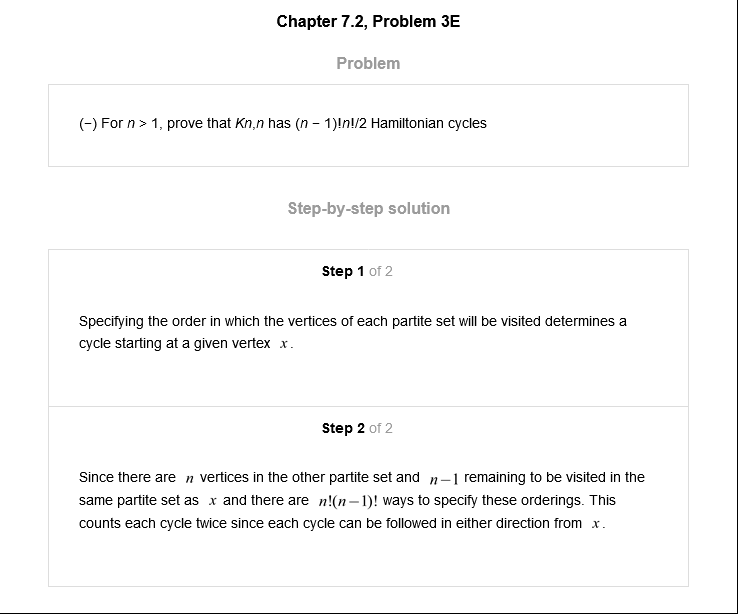 Chapter 7.2, Problem 3E
Problem
(−) For n > 1, prove that Kn,n has (n − 1)!n!/2 Hamiltonian cycles
Step-by-step solution
Step 1 of 2
Specifying the order in which the vertices of each partite set will be visited determines a
cycle starting at a given vertex x.
Step 2 of 2
Since there are n vertices in the other partite set and n−1 remaining to be visited in the
same partite set as x and there are n!(n−1)! ways to specify these orderings. This
counts each cycle twice since each cycle can be followed in either direction from x.